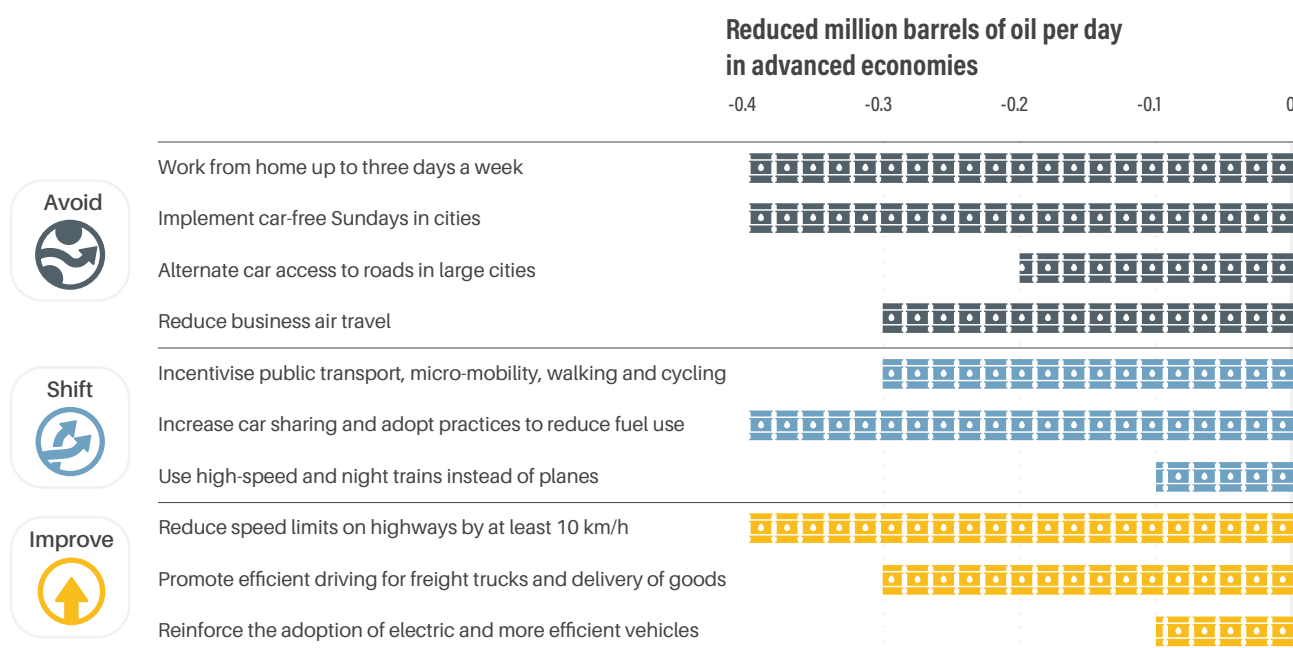 Reduced million barrels of oil per day
in advanced economies
-0.4 -0.3 -0.2 -0.1 0
Avoid
Work from home up to three days a week
Implement car-free Sundays in cities
Alternate car access to roads in large cities
Reduce business air travel
Shift
Incentivise public transport, micro-mobility, walking and cycling
Increase car sharing and adopt practices to reduce fuel use
Use high-speed and night trains instead of planes
Improve
Reduce speed limits on highways by at least 10 km/h
Promote efficient driving for freight trucks and delivery of goods
Reinforce the adoption of electric and more efficient vehicles